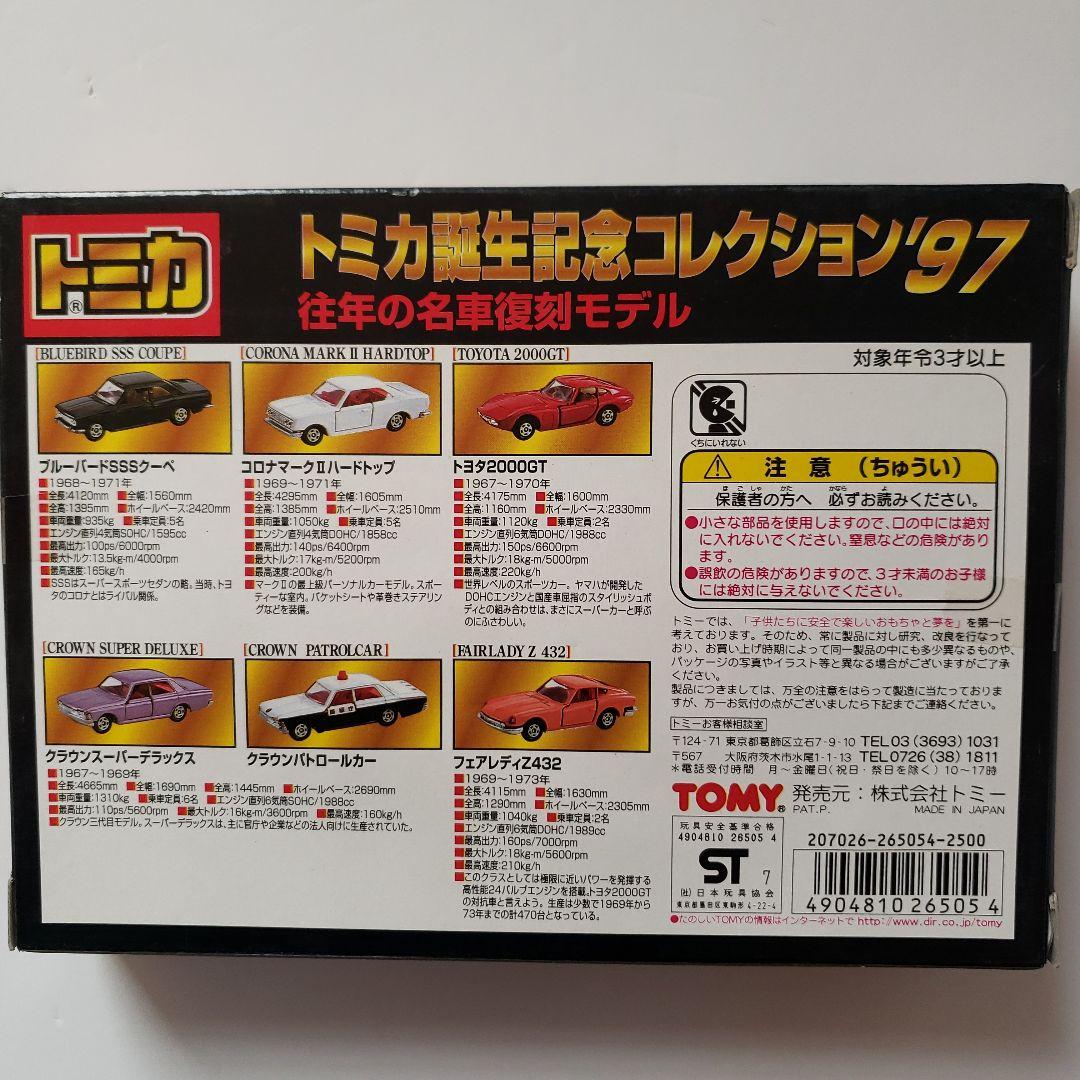 トミカ®
トミカ誕生記念コレクション'97
往年の名車復刻モデル
対象年令3才以上
[BLUEBIRD SSS COUPE]
ブルーバードSSSクーペ
■1968〜1971年
■全長:4120mm ■全幅:1560mm
■全高:1395mm ■ホイールベース:2420mm
■車両重量:935kg ■乗車定員:5名
■エンジン直列4気筒SOHC/1595cc
■最高出力:100ps/6000rpm
■最大トルク:13.5kg-m/4000rpm
■最高速度:165kg/h
■SSSはスーパースポーツセダンの略。当時、トヨ
タのコロナとはライバル関係。
[CORONA MARK II HARDTOP]
コロナマークⅡハードトップ
■1969〜1971年
■全長:4295mm ■全幅:1605mm
■全高:1385mm ■ホイールベース:2510mm
■車両重量:1050kg ■乗車定員:5名
■エンジン直列4気筒SOHC/1858cc
■最高出力:140ps/6400rpm
■最大トルク:17kg-m/5200rpm
■最高速度:200kg/h
■マークⅡの最上級パーソナルカーモデル。スポー
ティーな室内。バケットシートや革巻きステアリン
グなどを装備。
[TOYOTA 2000GT]
トヨタ2000GT
■1967〜1970年
■全長:4175mm ■全幅:1600mm
■全高:1160mm ■ホイールベース:2330mm
■車両重量:1120kg ■乗車定員:2名
■エンジン直列6気筒DOHC/1988cc
■最高出力:150ps/6600rpm
■最大トルク:18kg-m/5000rpm
■最高速度:220kg/h
■世界レベルのスポーツカー。ヤマハが開発した
DOHCエンジンと国産車屈指のスタイリッシュボ
ディとの組み合わせは、まさにスーパーカーと呼ぶ
のにふさわしい。
[CROWN SUPER DELUXE]
クラウンスーパーデラックス
[CROWN PATROLCAR]
警視庁
クラウンパトロールカー
■1967〜1969年
■全長:4665mm ■全幅:1690mm ■全高:1445mm ■ホイールベース:2690mm
■車両重量:1310kg ■乗車定員:6名 ■エンジン直列6気筒SOHC/1988cc
■最高出力:110ps/5600rpm ■最大トルク:16kg-m/3600rpm ■最高速度:160kg/h
■クラウン三代目モデル。スーパーデラックスは、主に官庁や企業などの法人向けに生産されていた。
[FAIRLADY Z 432]
フェアレディZ432
■1969〜1973年
■全長:4115mm ■全幅:1630mm
■全高:1290mm ■ホイールベース:2305mm
■車両重量:1040kg ■乗車定員:2名
■エンジン直列6気筒DOHC/1989cc
■最高出力:160ps/7000rpm
■最大トルク:18kg-m/5600rpm
■最高速度:210kg/h
■このクラスとしては極限に近いパワーを発揮する
高性能24バルブエンジンを搭載。トヨタ2000GT
の対抗車と言えよう。生産は少数で1969年から
73年までの計470台となっている。
くちにいれない
注意(ちゅうい)
ほごしゃ かた かなら よ
保護者の方へ 必ずお読みください。
●小さな部品を使用しますので、口の中には絶対
に入れないでください。窒息などの危険がありま
す。
●誤飲の危険がありますので、3才未満のお子様
には絶対に与えないでください。
トミーでは、「子供たちに安全で楽しいおもちゃと夢を」を第一に
考えております。そのため、常に製品に対し研究、改良を行なって
おり、お買い上げ時期によって同一製品の中にも多少異なるものや、
パッケージの写真やイラスト等と異なる場合がございますがご了承
ください。
製品につきましては、万全の注意をはらって製造に当たっておりま
すが、万一お気付の点がございましたら下記までご連絡ください。
トミーお客様相談室
〒124-71 東京都葛飾区立石7-9-10 TEL03(3693)1031
〒567 大阪府茨木市水尾1-1-13 TEL0726(38)1811
*電話受付時間 月〜金曜日(祝日・祭日を除く)10〜17時
TOMY 発売元:株式会社トミー
PAT.P. MADE IN JAPAN
玩具安全基準合格
4904810 26505 4
ST 7
(社)日本玩具協会
東京都墨田区東駒形4-22-4
207026-265054-2500
4904810 265054
●たのしいTOMYの情報はインターネットで http://www.dir.co.jp/tomy